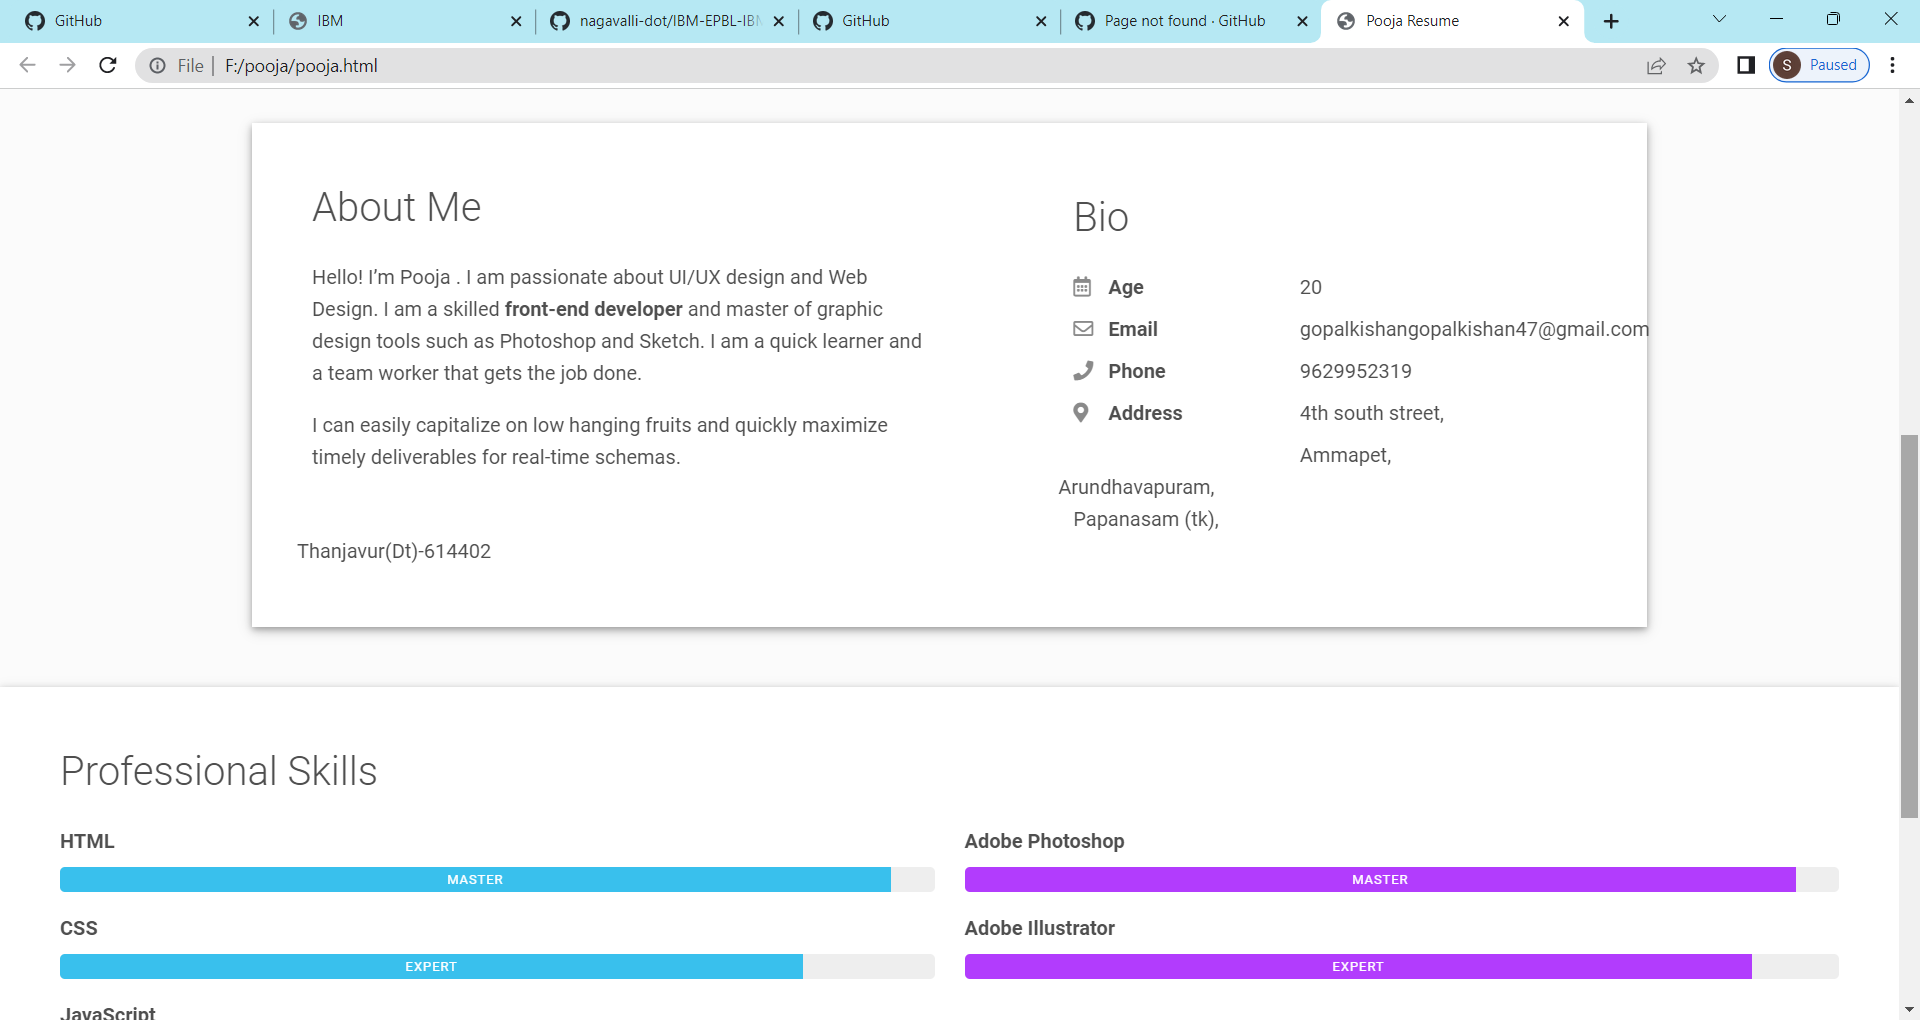 GitHub
IBM
nagavalli-dot/IBM-EPBL-IBM
GitHub
Page not found · GitHub
Pooja Resume
File | F:/pooja/pooja.html
S Paused
About Me
Hello! I’m Pooja . I am passionate about UI/UX design and Web
Design. I am a skilled front-end developer and master of graphic
design tools such as Photoshop and Sketch. I am a quick learner and
a team worker that gets the job done.
I can easily capitalize on low hanging fruits and quickly maximize
timely deliverables for real-time schemas.
Bio
Age 20
Email gopalkishangopalkishan47@gmail.com
Phone 9629952319
Address 4th south street,
Ammapet,
Arundhavapuram,
Papanasam (tk),
Thanjavur(Dt)-614402
Professional Skills
HTML
MASTER
CSS
EXPERT
JavaScript
Adobe Photoshop
MASTER
Adobe Illustrator
EXPERT